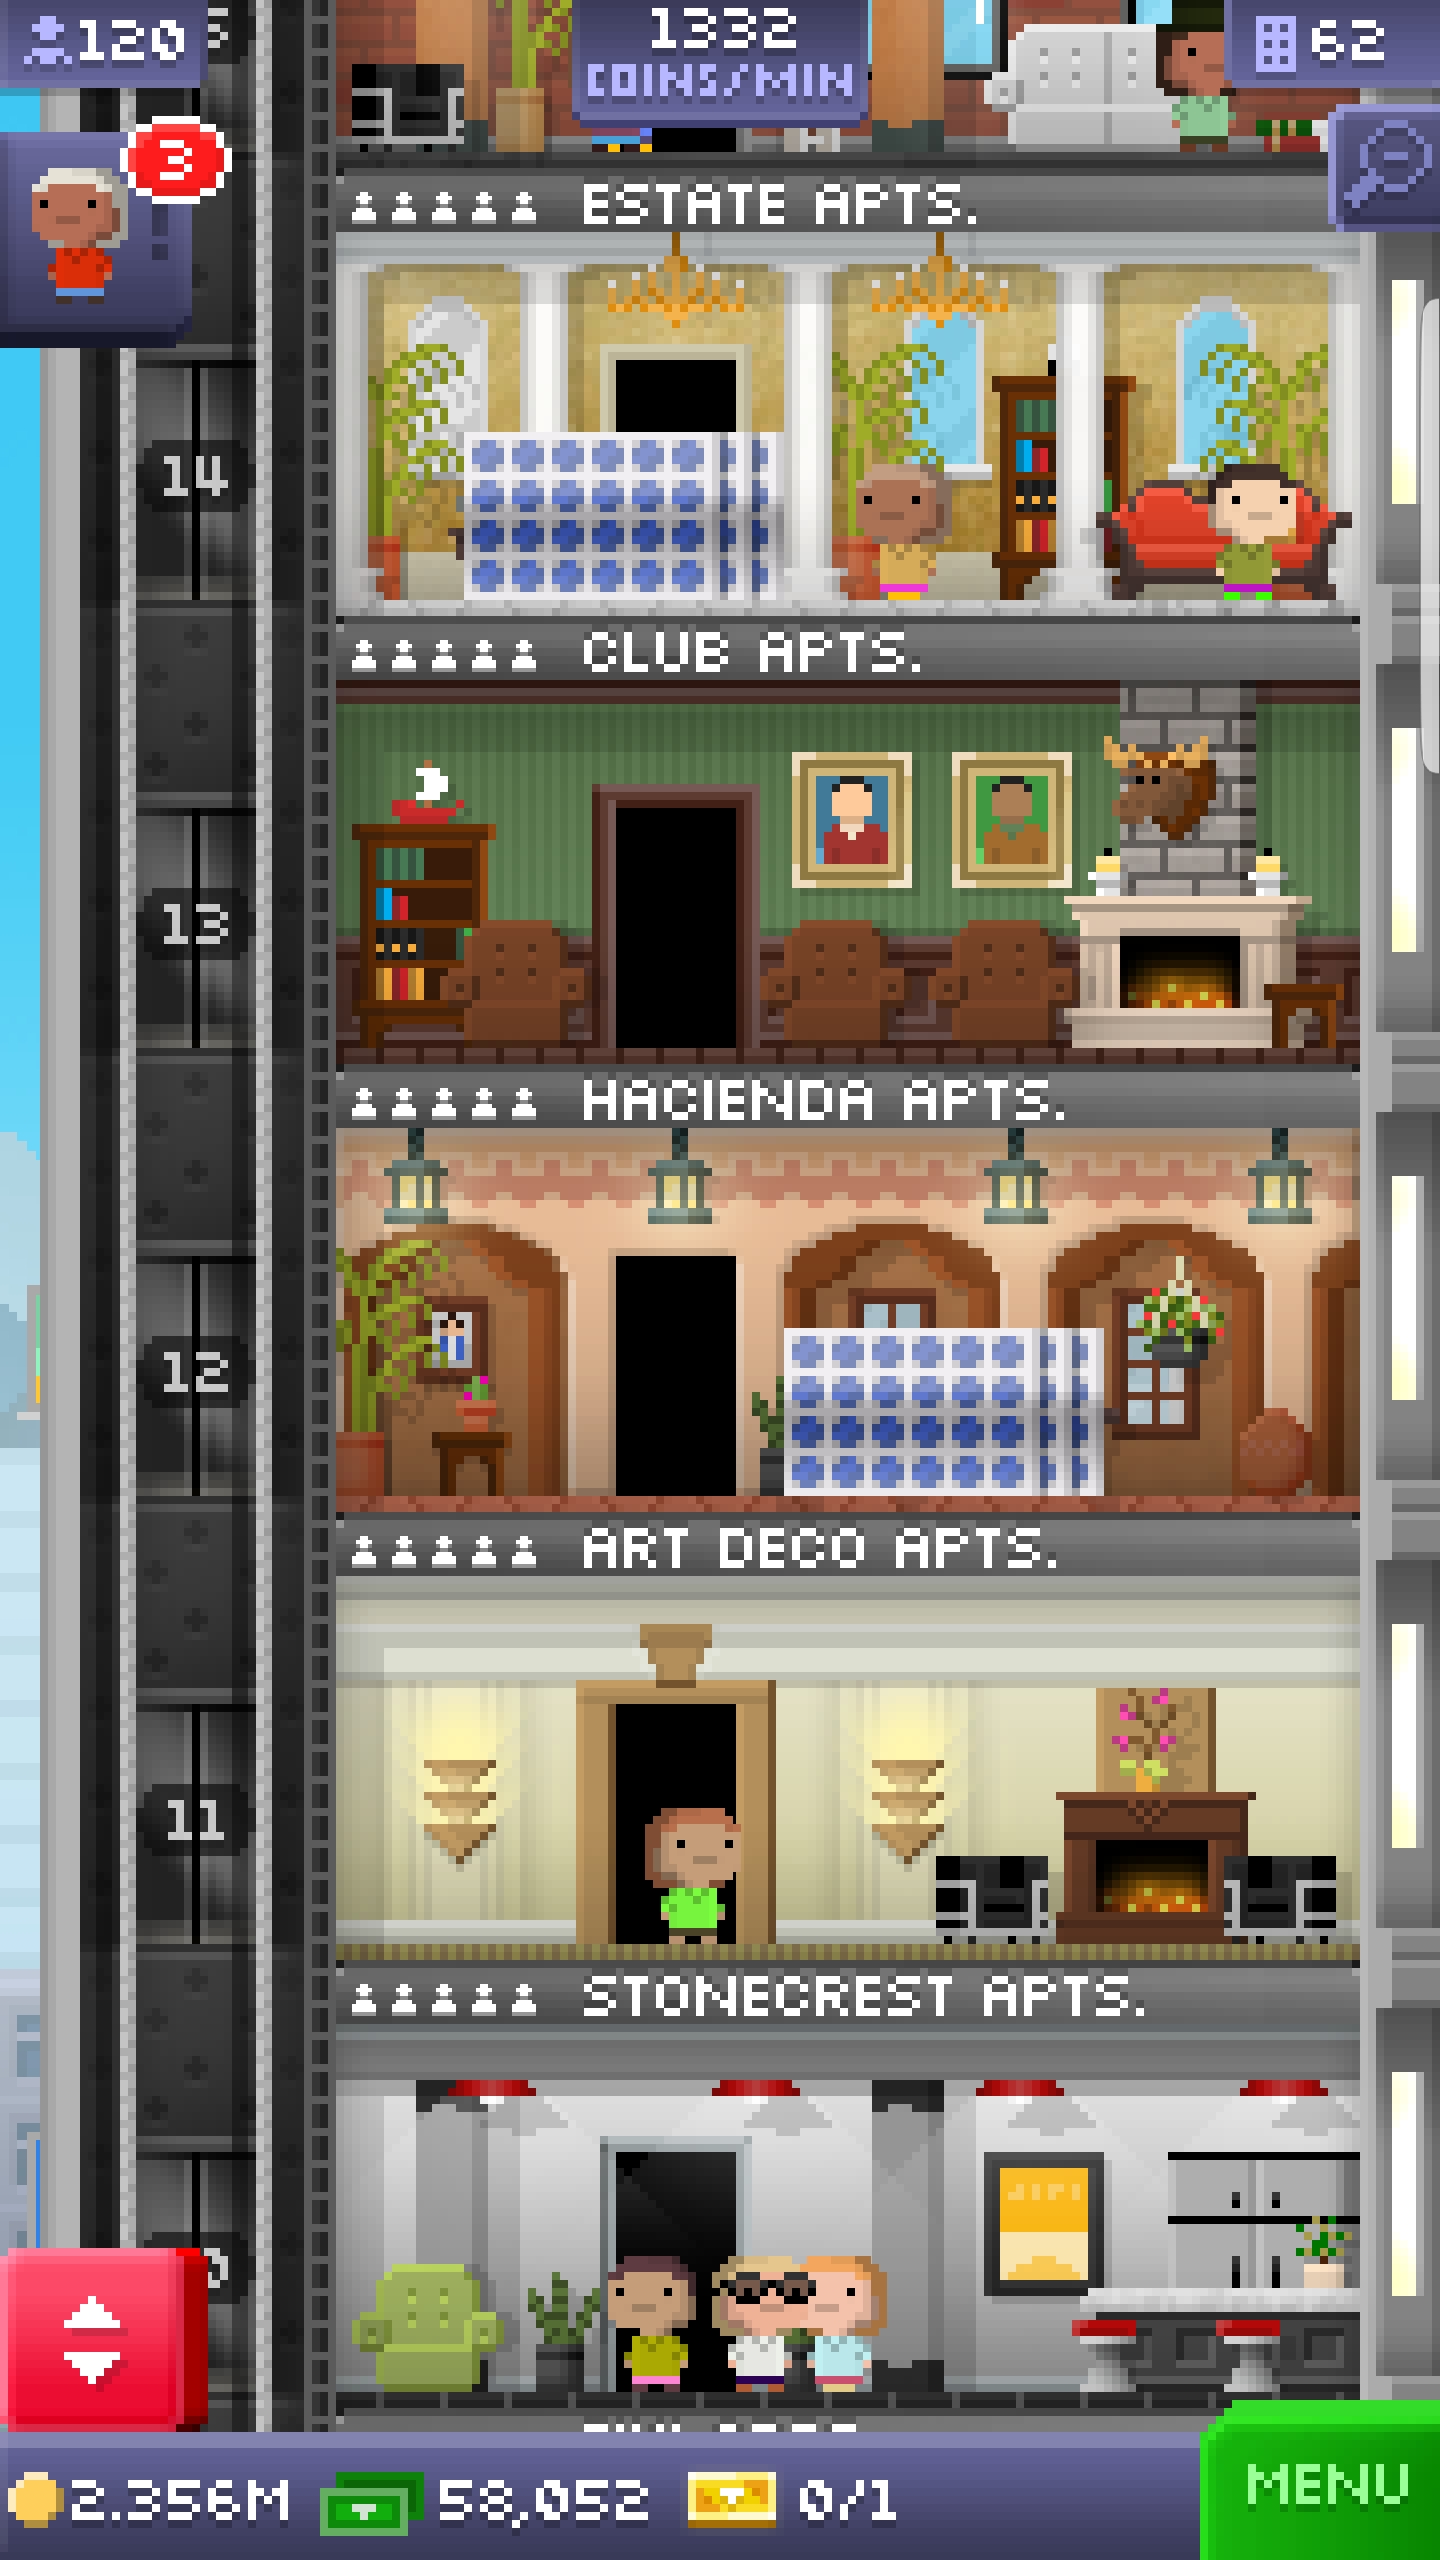 120
1332
COINS/MIN
62
3
ESTATE APTS.
14
CLUB APTS.
13
HACIENDA APTS.
12
ART DECO APTS.
11
STONECREST APTS.
2.356M
58,052
0/1
MENU